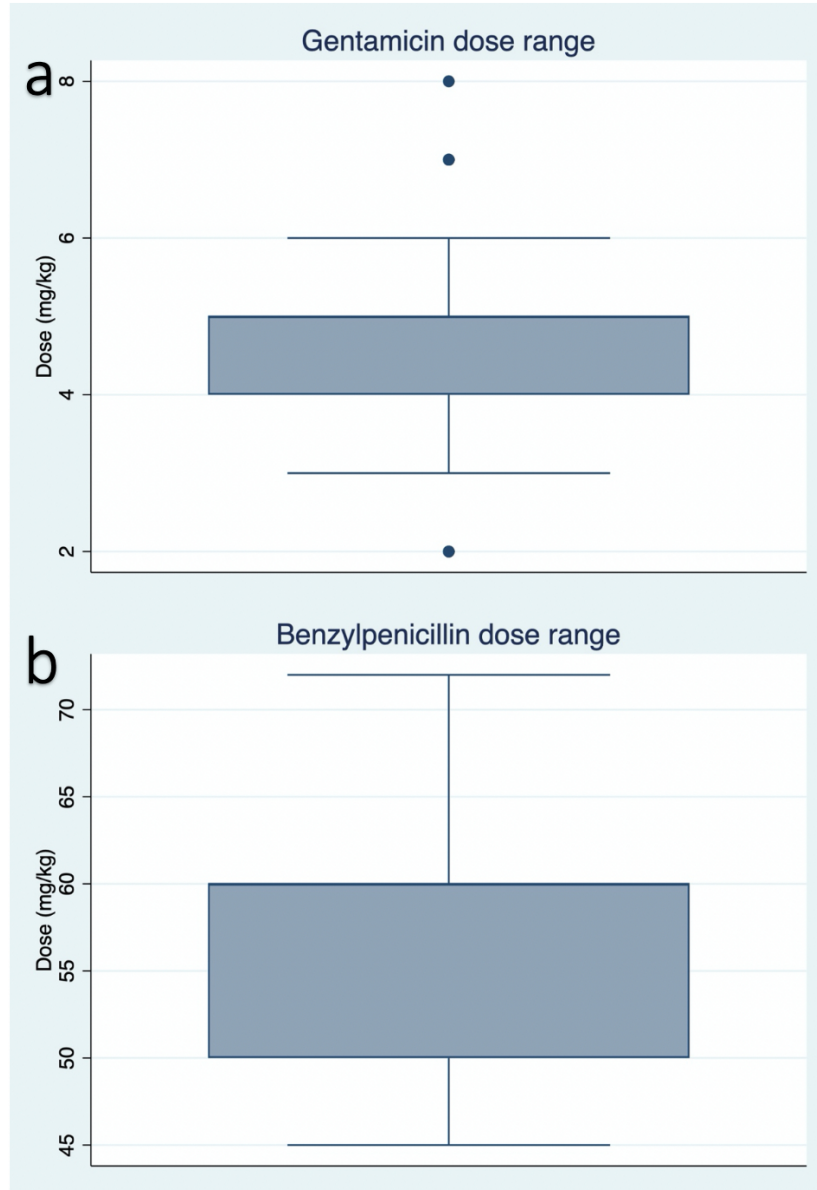 Gentamicin dose range
a
8
6
4
2
Dose (mg/kg)
Benzylpenicillin dose range
b
70
65
60
55
50
45
Dose (mg/kg)